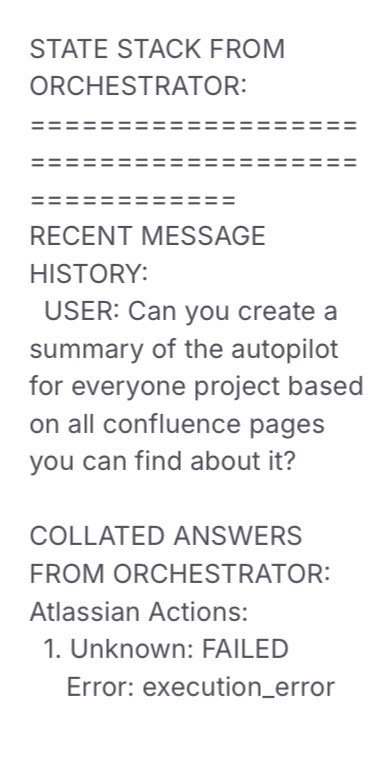 STATE STACK FROM
ORCHESTRATOR:
===================
===================
============
RECENT MESSAGE
HISTORY:
USER: Can you create a
summary of the autopilot
for everyone project based
on all confluence pages
you can find about it?
COLLATED ANSWERS
FROM ORCHESTRATOR:
Atlassian Actions:
1. Unknown: FAILED
Error: execution_error